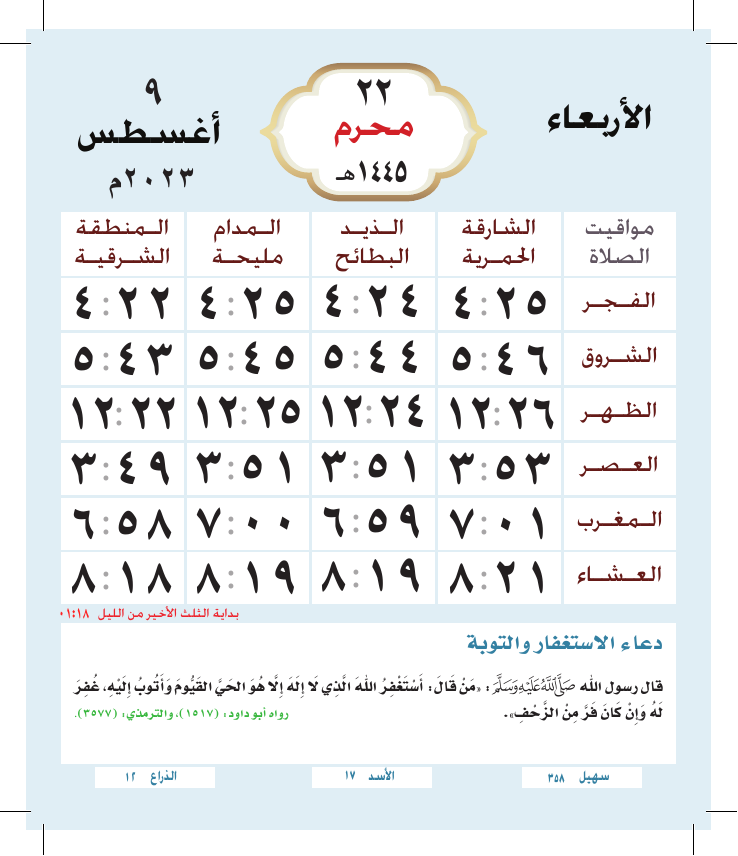 الأربعاء
٢٢
محرم
١٤٤٥هـ
٩
أغسطس
٢٠٢٣م
مواقيت الصلاة | الشارقة الحمرية | الذيد البطائح | المدام مليحة | المنطقة الشرقية
الفجر ٤:٢٥ ٤:٢٤ ٤:٢٥ ٤:٢٢
الشروق ٥:٤٦ ٥:٤٤ ٥:٤٥ ٥:٤٣
الظهر ١٢:٢٦ ١٢:٢٤ ١٢:٢٥ ١٢:٢٢
العصر ٣:٥٣ ٣:٥١ ٣:٥١ ٣:٤٩
المغرب ٧:٠١ ٦:٥٩ ٧:٠٠ ٦:٥٨
العشاء ٨:٢١ ٨:١٩ ٨:١٩ ٨:١٨
بداية الثلث الأخير من الليل ٠١:١٨
دعاء الاستغفار والتوبة
قال رسول الله صَلَّى اللَّهُ عَلَيْهِ وَسَلَّمَ: «مَنْ قَالَ: أَسْتَغْفِرُ اللهَ الَّذِي لَا إِلَهَ إِلَّا هُوَ الحَيَّ القَيُّومَ وَأَتُوبُ إِلَيْهِ، غُفِرَ
لَهُ وَإِنْ كَانَ فَرَّ مِنْ الزَّحْفِ». رواه أبو داود: (١٥١٧)، والترمذي: (٣٥٧٧).
سهيل ٣٥٨
الأسد ١٧
الذراع ١٢